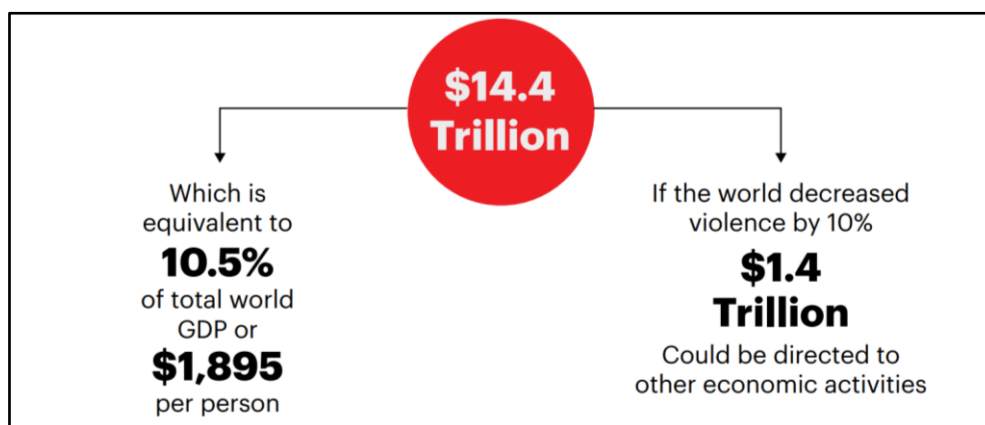 $14.4
Trillion
Which is
equivalent to
10.5%
of total world
GDP or
$1,895
per person
If the world decreased
violence by 10%
$1.4
Trillion
Could be directed to
other economic activities